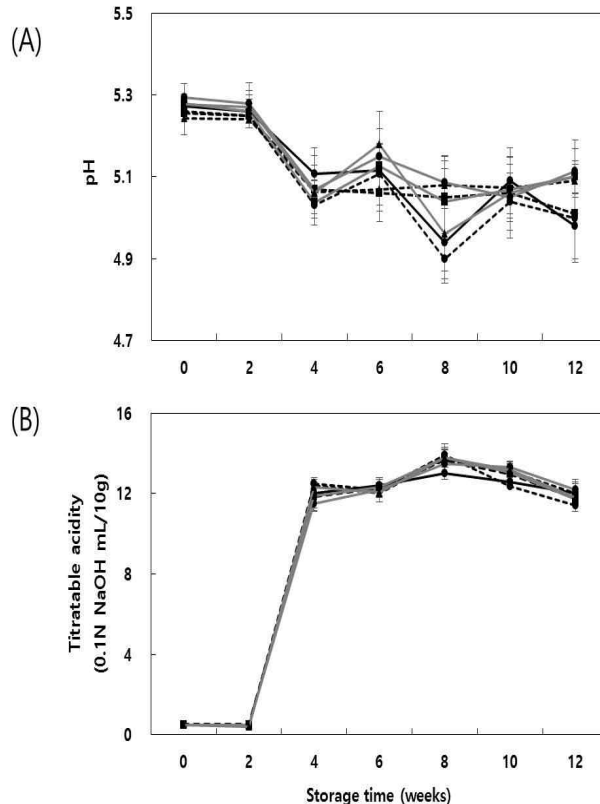 (A)
5.5
5.3
5.1
4.9
4.7
pH
0 2 4 6 8 10 12
(B)
16
12
8
4
0
Titratable acidity
(0.1N NaOH mL/10g)
0 2 4 6 8 10 12
Storage time (weeks)